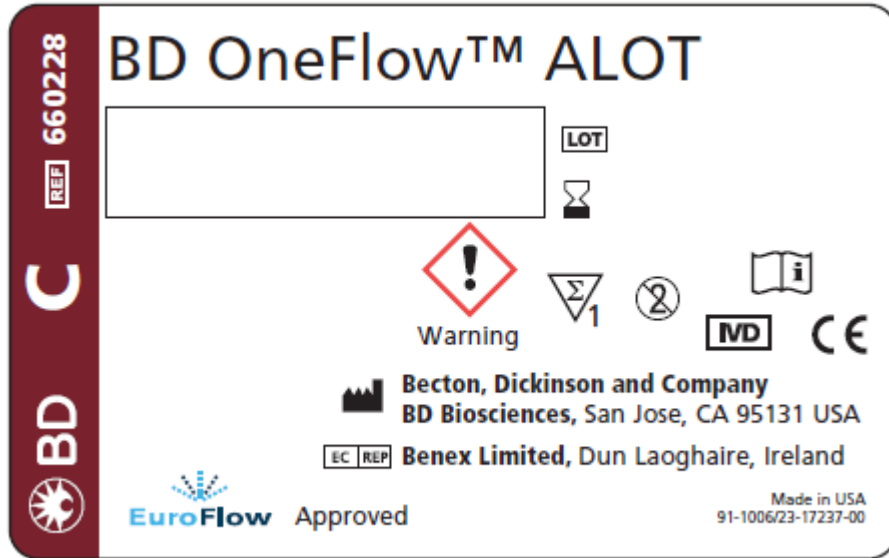 BD OneFlow™ ALOT
REF 660228
C
BD
LOT
Σ
1
2
i
Warning
IVD
CE
Becton, Dickinson and Company
BD Biosciences, San Jose, CA 95131 USA
EC REP Benex Limited, Dun Laoghaire, Ireland
EuroFlow Approved
Made in USA
91-1006/23-17237-00